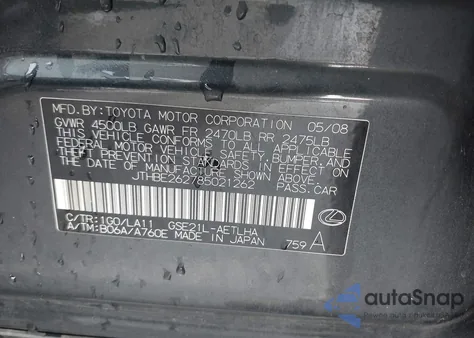 MFD.BY:TOYOTA MOTOR CORPORATION 05/08
GVWR 4500LB GAWR FR 2470LB RR 2475LB
THIS VEHICLE CONFORMS TO ALL APPLICABLE
FEDERAL MOTOR VEHICLE SAFETY, BUMPER, AND
THEFT PREVENTION STANDARDS IN EFFECT ON
THE DATE OF MANUFACTURE SHOWN ABOVE.
JTHBE262785021262 PASS.CAR
C/TR:1G0/LA11 GSE21L-AETLHA
A/TM:B06A/A760E MADE IN JAPAN 759 A
autoSnap